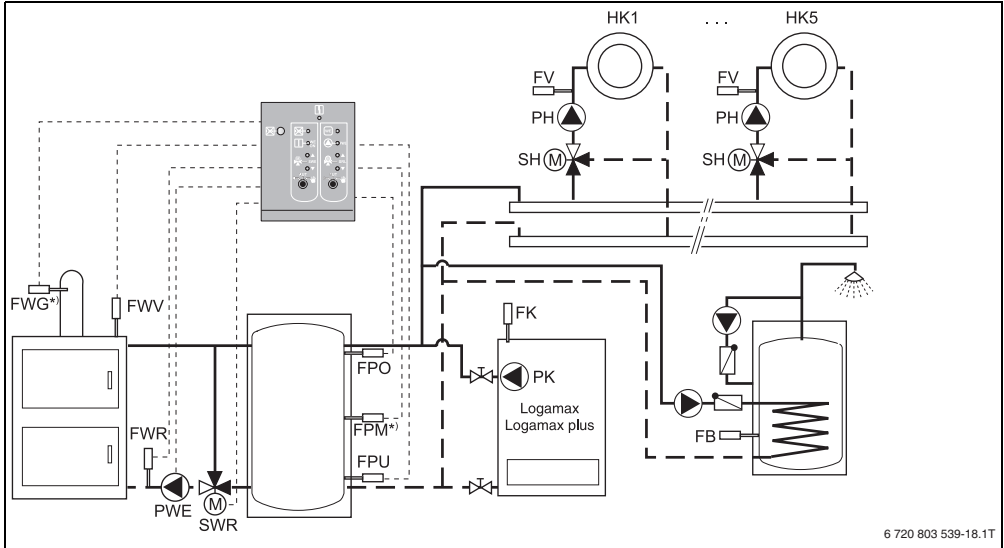 HK1 ... HK5
FV FV
PH PH
SH M SH M
FWG*) FWV
FK
FPO
PK
Logamax
Logamax plus
FPM*)
FWR
FB
FPU
M
PWE
SWR
6 720 803 539-18.1T